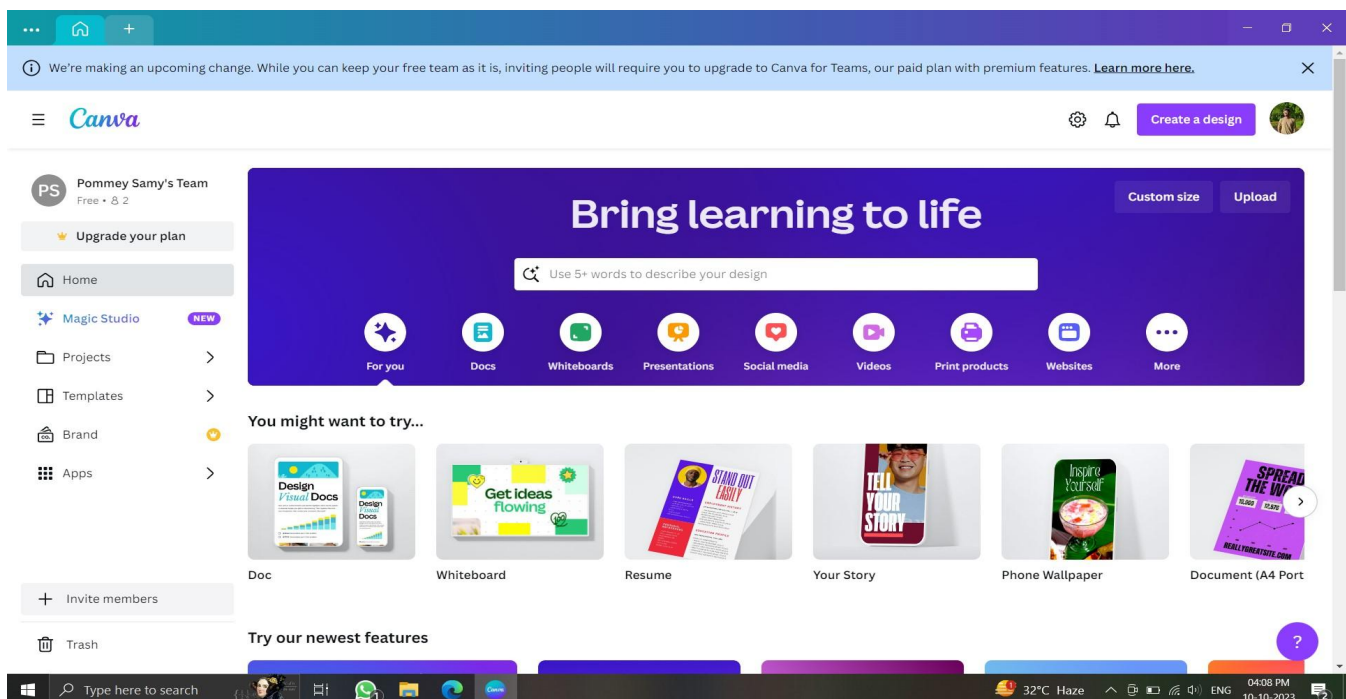 We're making an upcoming change. While you can keep your free team as it is, inviting people will require you to upgrade to Canva for Teams, our paid plan with premium features. Learn more here.
Canva
Create a design
PS
Pommey Samy's Team
Free • 2
Upgrade your plan
Home
Magic Studio
NEW
Projects
Templates
Brand
Apps
Invite members
Trash
Bring learning to life
Custom size
Upload
Use 5+ words to describe your design
For you
Docs
Whiteboards
Presentations
Social media
Videos
Print products
Websites
More
You might want to try...
Design
Visual Docs
Design
Visual
Docs
Get ideas
flowing
STAND OUT
EASILY
TELL
YOUR
STORY
Inspire
Yourself
SPREAD
THE
REALLYGREATSITE.COM
Doc
Whiteboard
Resume
Your Story
Phone Wallpaper
Document (A4 Port
Try our newest features
?
Type here to search
32°C Haze
ENG
04:08 PM
10-10-2023